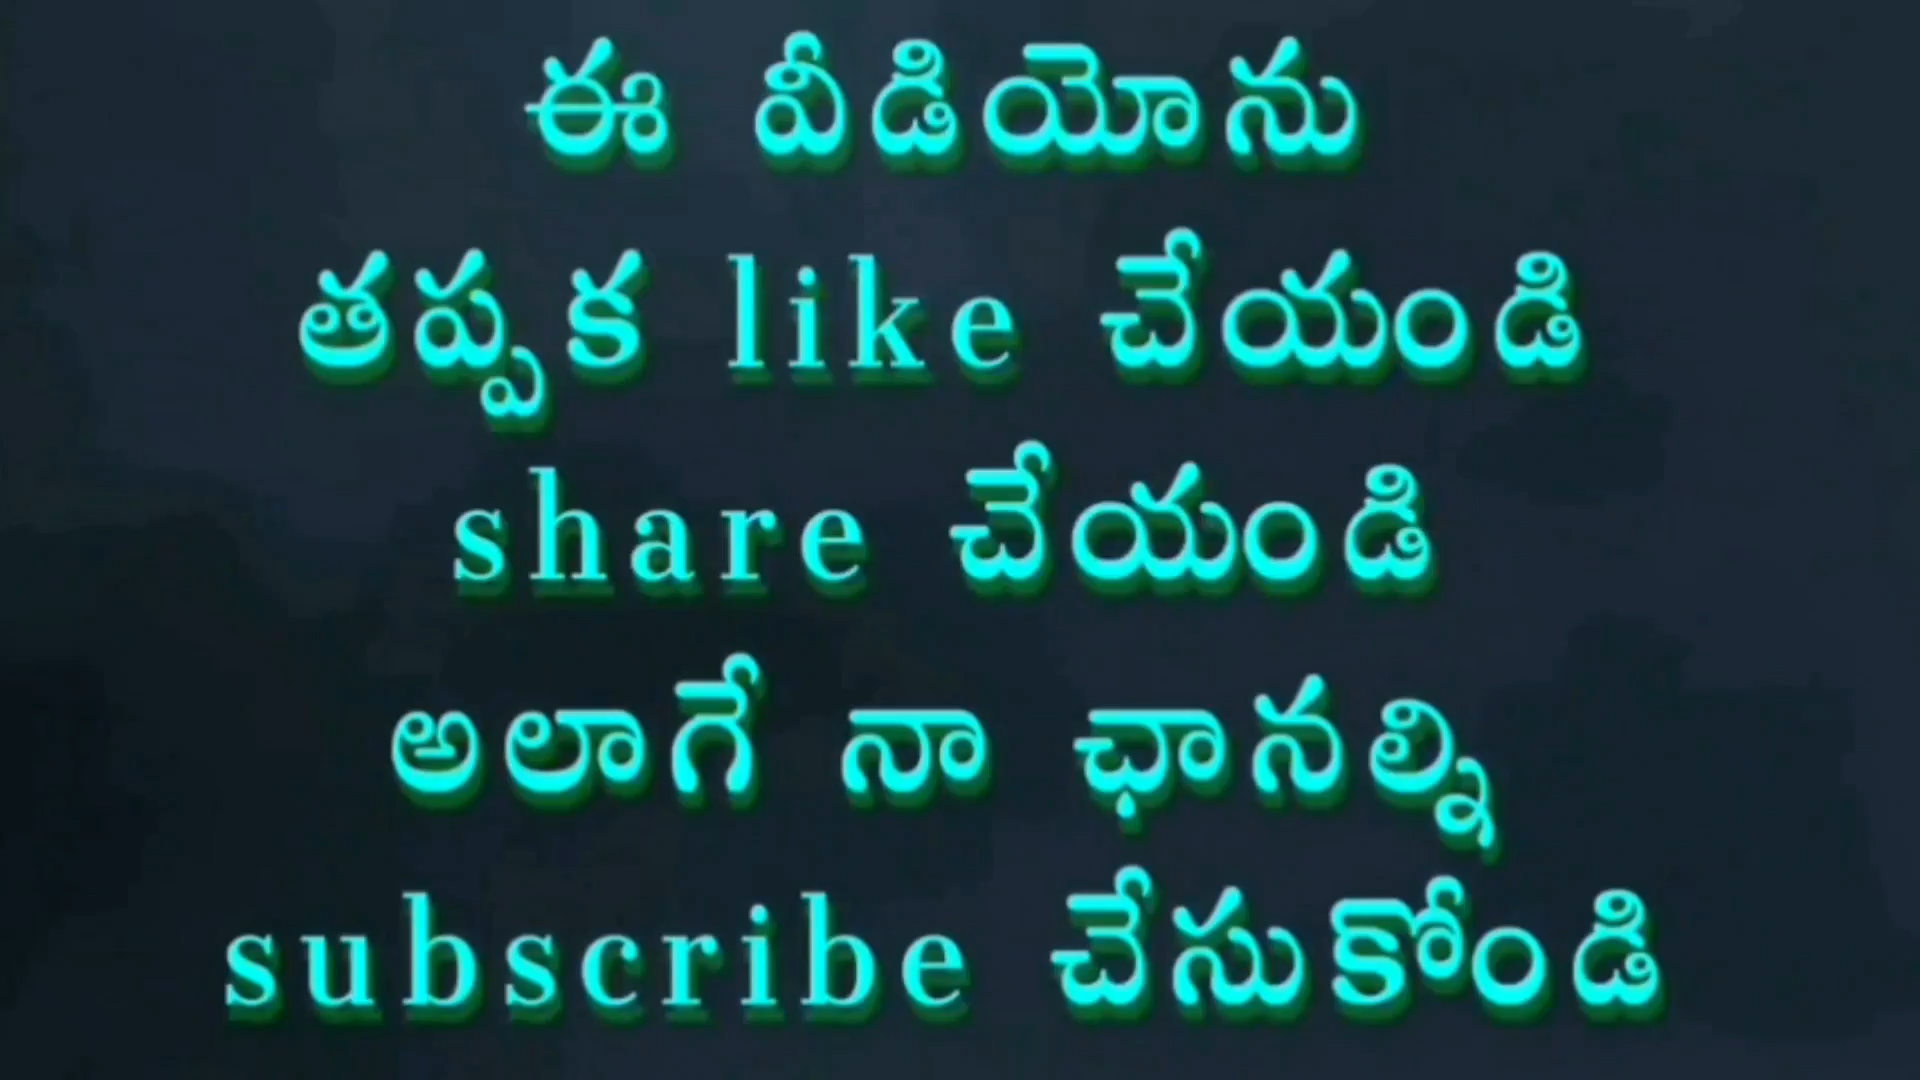 ఈ వీడియోను
తప్పక like చేయండి
share చేయండి
అలాగే నా ఛానల్ని
subscribe చేసుకోండి